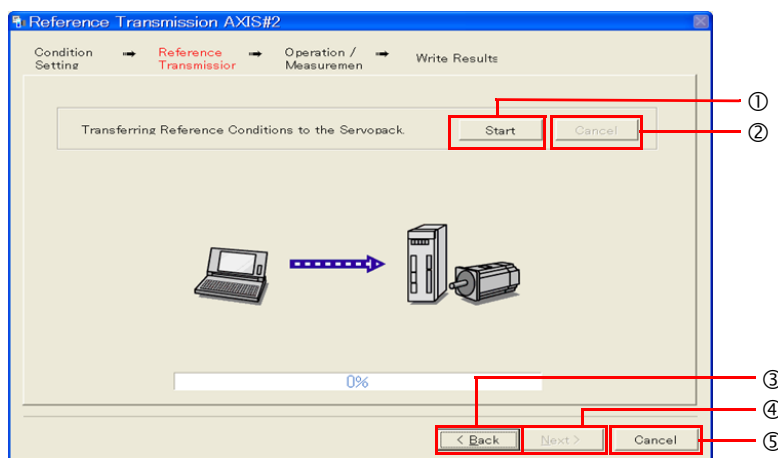 Reference Transmission AXIS#2
Condition Setting ➡ Reference Transmissior ➡ Operation / Measuremen ➡ Write Results
Transferring Reference Conditions to the Servopack. Start Cancel
①
②
0%
③
④
< Back Next > Cancel
⑤